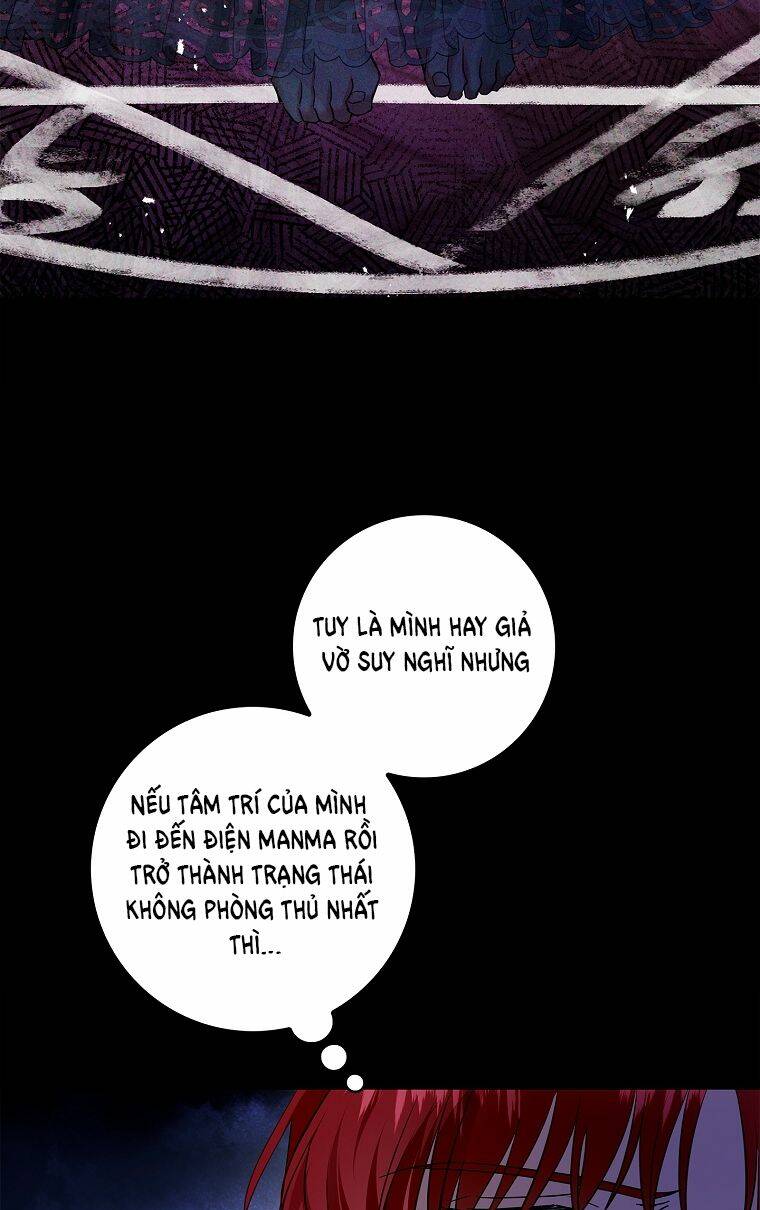 TUY LÀ MÌNH HAY GIẢ
VỜ SUY NGHĨ NHƯNG
NẾU TÂM TRÍ CỦA MÌNH
ĐI ĐẾN ĐIỆN MANMA RỒI
TRỞ THÀNH TRẠNG THÁI
KHÔNG PHÒNG THỦ NHẤT
THÌ...